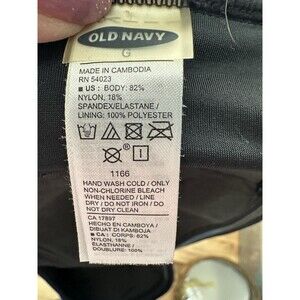 OLD NAVY
G
MADE IN CAMBODIA
RN 54023
■ US : BODY: 82%
NYLON, 18%
SPANDEX/ELASTANE /
LINING: 100% POLYESTER
1166
HAND WASH COLD / ONLY
NON-CHLORINE BLEACH
WHEN NEEDED / LINE
DRY / DO NOT IRON / DO
NOT DRY CLEAN
CA 17897
HECHO EN CAMBOYA /
DIBUAT DI KAMBOJA
■ CA : CORPS: 82%
NYLON, 18%
ÉLASTHANNE /
DOUBLURE: 100%